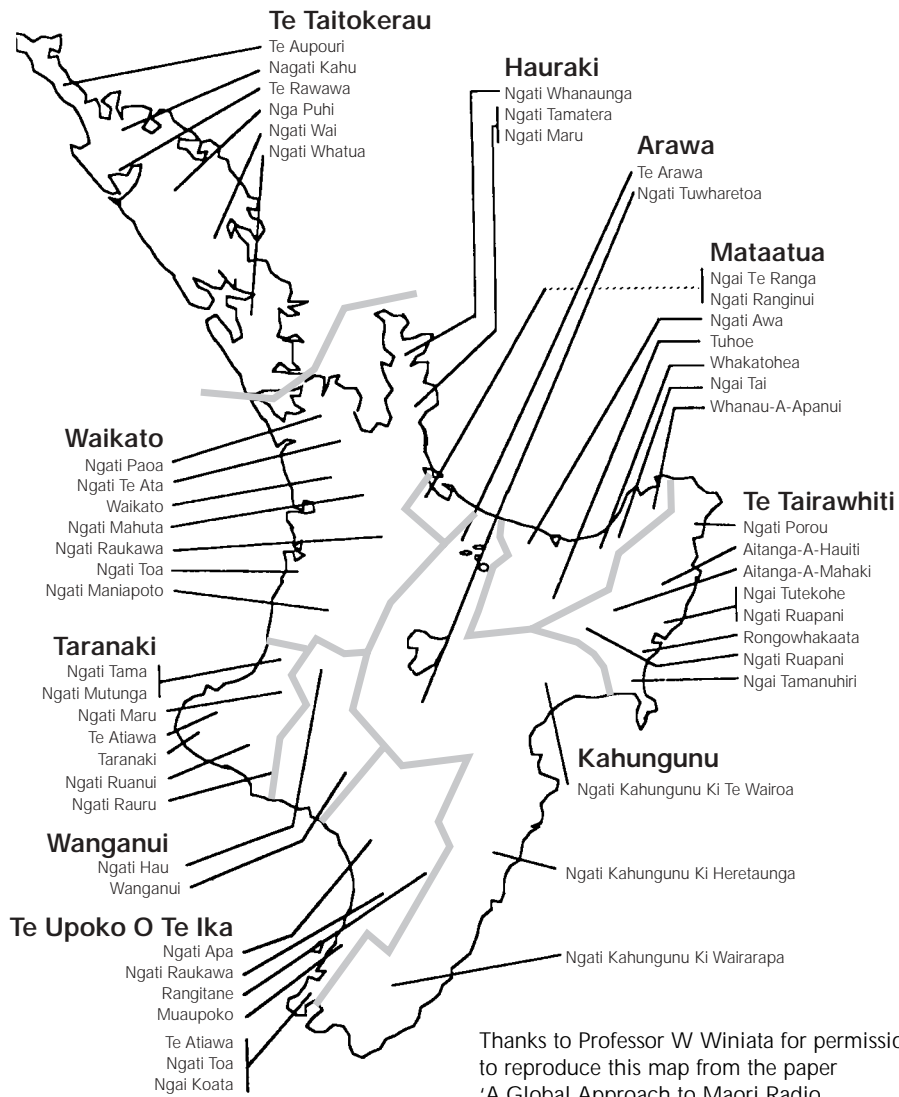 Te Taitokerau
Te Aupouri
Nagati Kahu
Te Rawawa
Nga Puhi
Ngati Wai
Ngati Whatua
Hauraki
Ngati Whanaunga
Ngati Tamatera
Ngati Maru
Arawa
Te Arawa
Ngati Tuwharetoa
Mataatua
Ngai Te Ranga
Ngati Ranginui
Ngati Awa
Tuhoe
Whakatohea
Ngai Tai
Whanau-A-Apanui
Waikato
Ngati Paoa
Ngati Te Ata
Waikato
Ngati Mahuta
Ngati Raukawa
Ngati Toa
Ngati Maniapoto
Te Tairawhiti
Ngati Porou
Aitanga-A-Hauiti
Aitanga-A-Mahaki
Ngai Tutekohe
Ngati Ruapani
Rongowhakaata
Ngati Ruapani
Ngai Tamanuhiri
Taranaki
Ngati Tama
Ngati Mutunga
Ngati Maru
Te Atiawa
Taranaki
Ngati Ruanui
Ngati Rauru
Kahungunu
Ngati Kahungunu Ki Te Wairoa
Ngati Kahungunu Ki Heretaunga
Ngati Kahungunu Ki Wairarapa
Wanganui
Ngati Hau
Wanganui
Te Upoko O Te Ika
Ngati Apa
Ngati Raukawa
Rangitane
Muaupoko
Te Atiawa
Ngati Toa
Ngai Koata
Thanks to Professor W Winiata for permissio
to reproduce this map from the paper
'A Global Approach to Maori Radio